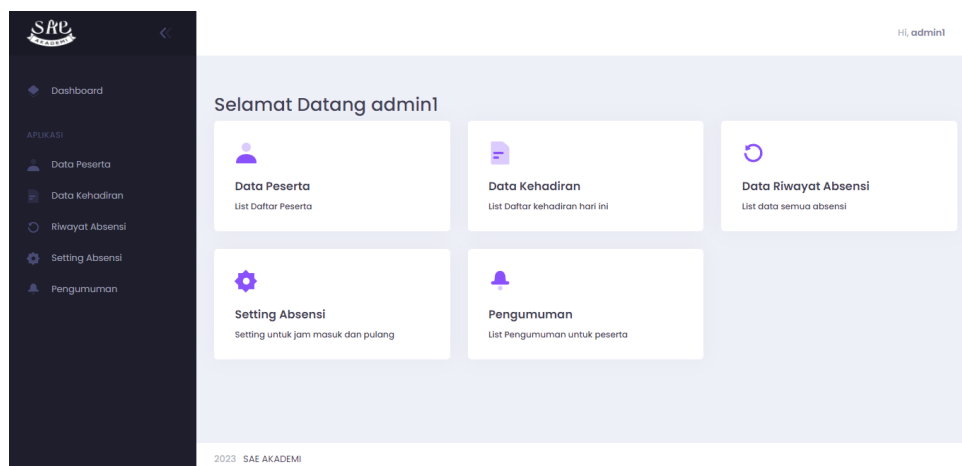 SAE
AKADEMI
Hi, admin1
Dashboard
APLIKASI
Data Peserta
Data Kehadiran
Riwayat Absensi
Setting Absensi
Pengumuman
Selamat Datang admin1
Data Peserta
List Daftar Peserta
Data Kehadiran
List Daftar kehadiran hari ini
Data Riwayat Absensi
List data semua absensi
Setting Absensi
Setting untuk jam masuk dan pulang
Pengumuman
List Pengumuman untuk peserta
2023 SAE AKADEMI